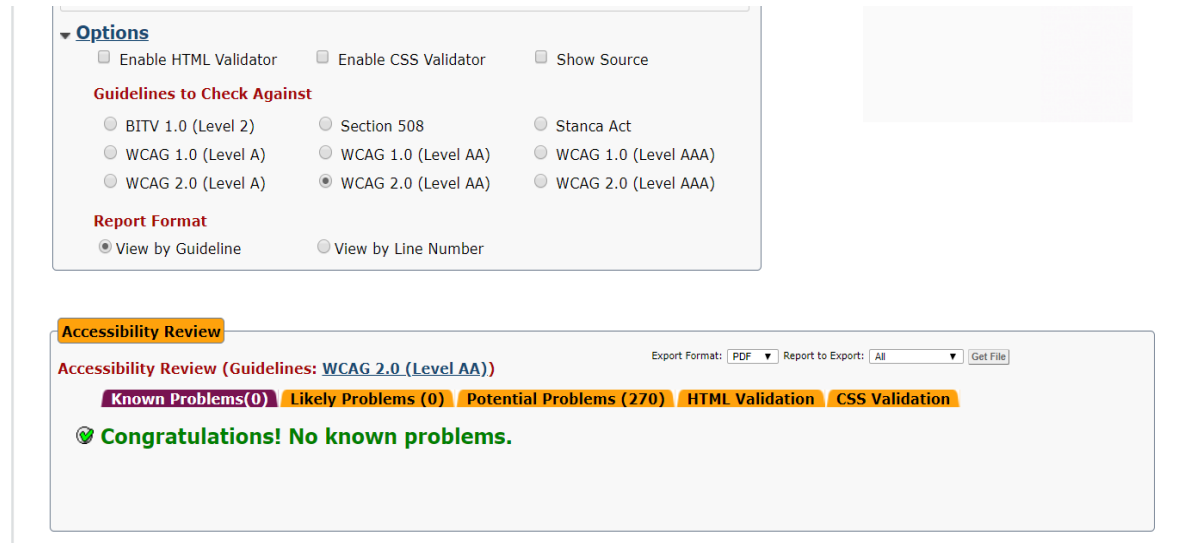 Options
Enable HTML Validator Enable CSS Validator Show Source
Guidelines to Check Against
BITV 1.0 (Level 2) Section 508 Stanca Act
WCAG 1.0 (Level A) WCAG 1.0 (Level AA) WCAG 1.0 (Level AAA)
WCAG 2.0 (Level A) WCAG 2.0 (Level AA) WCAG 2.0 (Level AAA)
Report Format
View by Guideline View by Line Number
Accessibility Review
Export Format: PDF Report to Export: All Get File
Accessibility Review (Guidelines: WCAG 2.0 (Level AA))
Known Problems(0) Likely Problems (0) Potential Problems (270) HTML Validation CSS Validation
Congratulations! No known problems.